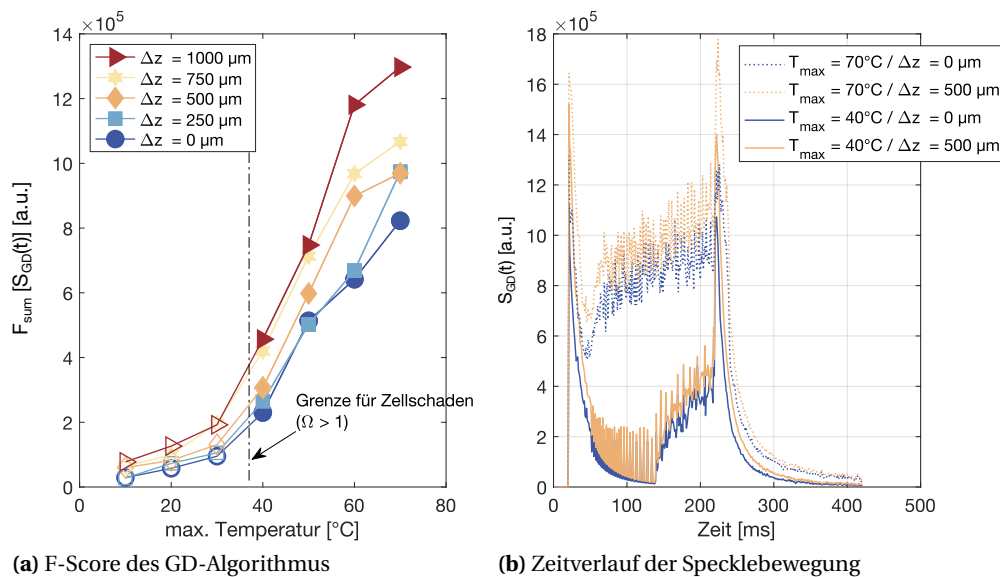 ×10⁵
14
12
10
8
6
4
2
0
F_sum [S_GD(t)] [a.u.]
Δz = 1000 µm
Δz = 750 µm
Δz = 500 µm
Δz = 250 µm
Δz = 0 µm
Grenze für Zellschaden
(Ω > 1)
0 20 40 60 80
max. Temperatur [°C]
(a) F-Score des GD-Algorithmus
×10⁵
18
16
14
12
10
8
6
4
2
0
S_GD(t) [a.u.]
T_max = 70°C / Δz = 0 µm
T_max = 70°C / Δz = 500 µm
T_max = 40°C / Δz = 0 µm
T_max = 40°C / Δz = 500 µm
0 100 200 300 400 500
Zeit [ms]
(b) Zeitverlauf der Specklebewegung